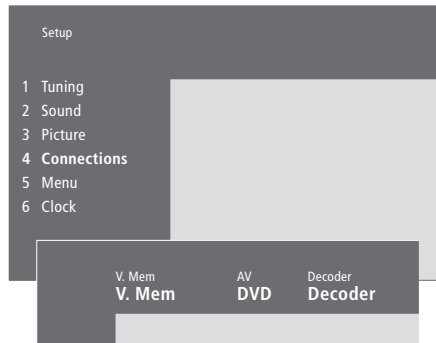 Setup
1 Tuning
2 Sound
3 Picture
4 Connections
5 Menu
6 Clock
V. Mem AV Decoder
V. Mem DVD Decoder